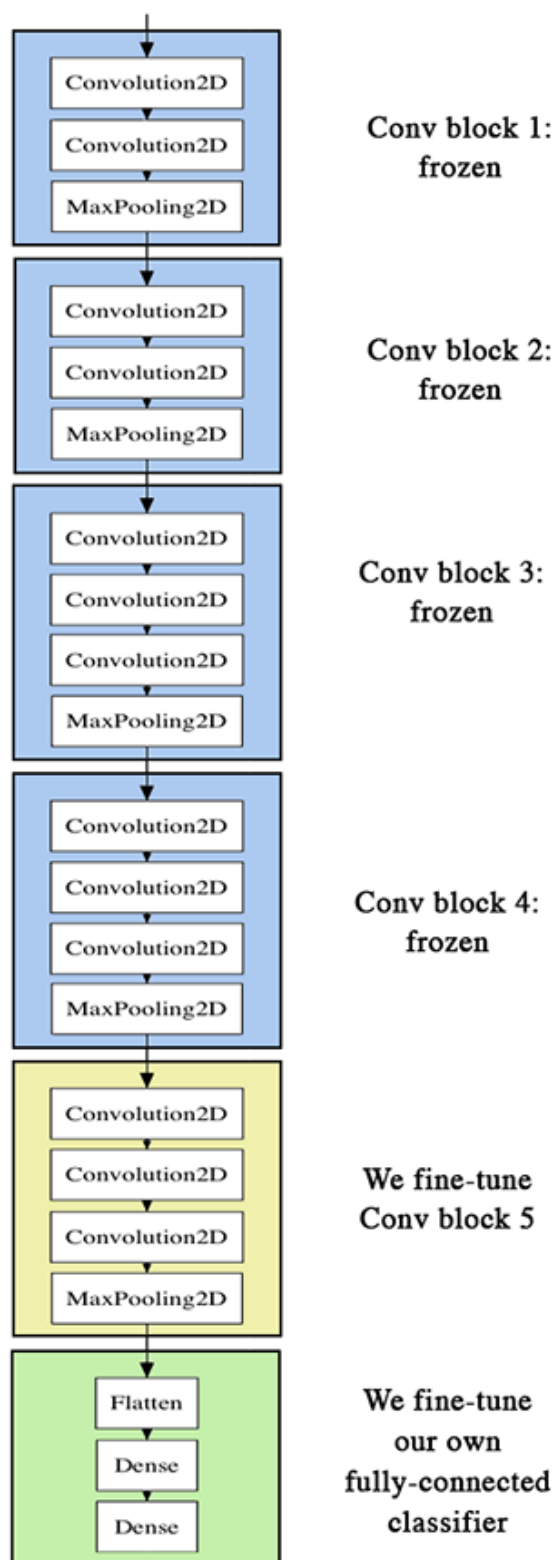 Convolution2D
Convolution2D
MaxPooling2D
Conv block 1:
frozen
Convolution2D
Convolution2D
MaxPooling2D
Conv block 2:
frozen
Convolution2D
Convolution2D
Convolution2D
MaxPooling2D
Conv block 3:
frozen
Convolution2D
Convolution2D
Convolution2D
MaxPooling2D
Conv block 4:
frozen
Convolution2D
Convolution2D
Convolution2D
MaxPooling2D
We fine-tune
Conv block 5
Flatten
Dense
Dense
We fine-tune
our own
fully-connected
classifier